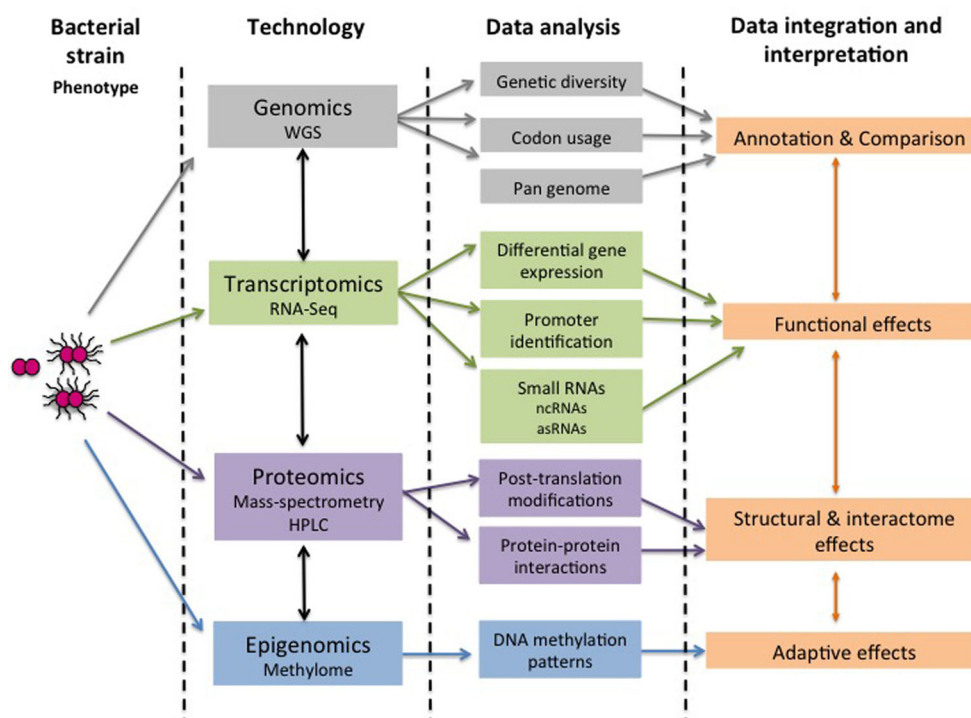 Bacterial
strain
Phenotype
Technology
Data analysis
Data integration and
interpretation
Genomics
WGS
Genetic diversity
Codon usage
Pan genome
Annotation & Comparison
Transcriptomics
RNA-Seq
Differential gene
expression
Promoter
identification
Small RNAs
ncRNAs
asRNAs
Functional effects
Proteomics
Mass-spectrometry
HPLC
Post-translation
modifications
Protein-protein
interactions
Structural & interactome
effects
Epigenomics
Methylome
DNA methylation
patterns
Adaptive effects